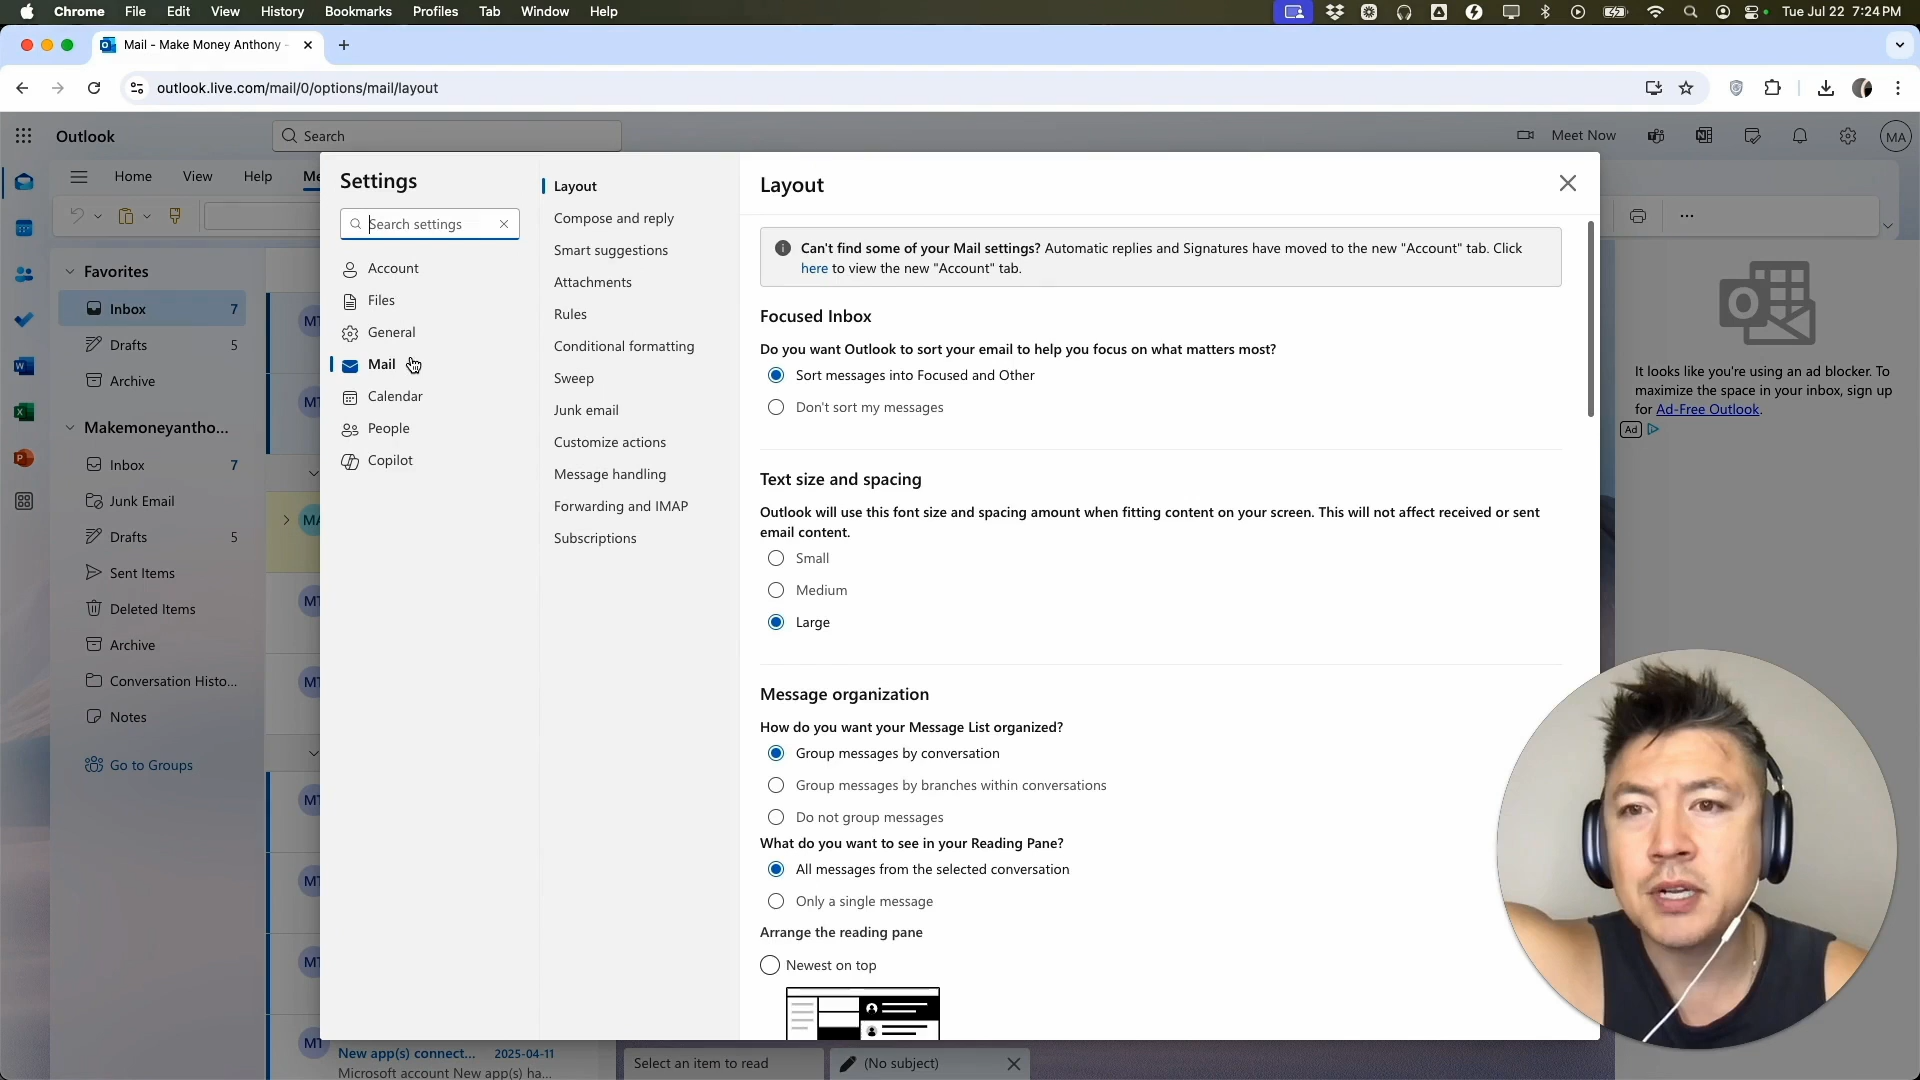 Chrome File Edit View History Bookmarks Profiles Tab Window Help Tue Jul 22 7:24 PM
Mail - Make Money Anthony -
outlook.live.com/mail/0/options/mail/layout
Outlook
Search
Meet Now
MA
Home View Help Me
Favorites
Inbox 7
Drafts 5
Archive
Makemoneyantho...
Inbox 7
Junk Email
Drafts 5
Sent Items
Deleted Items
Archive
Conversation Histo...
Notes
Go to Groups
MT
MT
MA
MT
MT
MT
MT
MT
MT
New app(s) connect... 2025-04-11
Microsoft account New app(s) ha...
Settings
Search settings
Account
Files
General
Mail
Calendar
People
Copilot
Layout
Compose and reply
Smart suggestions
Attachments
Rules
Conditional formatting
Sweep
Junk email
Customize actions
Message handling
Forwarding and IMAP
Subscriptions
Layout
Can't find some of your Mail settings? Automatic replies and Signatures have moved to the new "Account" tab. Click
here to view the new "Account" tab.
Focused Inbox
Do you want Outlook to sort your email to help you focus on what matters most?
Sort messages into Focused and Other
Don't sort my messages
Text size and spacing
Outlook will use this font size and spacing amount when fitting content on your screen. This will not affect received or sent
email content.
Small
Medium
Large
Message organization
How do you want your Message List organized?
Group messages by conversation
Group messages by branches within conversations
Do not group messages
What do you want to see in your Reading Pane?
All messages from the selected conversation
Only a single message
Arrange the reading pane
Newest on top
It looks like you're using an ad blocker. To
maximize the space in your inbox, sign up
for Ad-Free Outlook.
Ad
Select an item to read
(No subject)